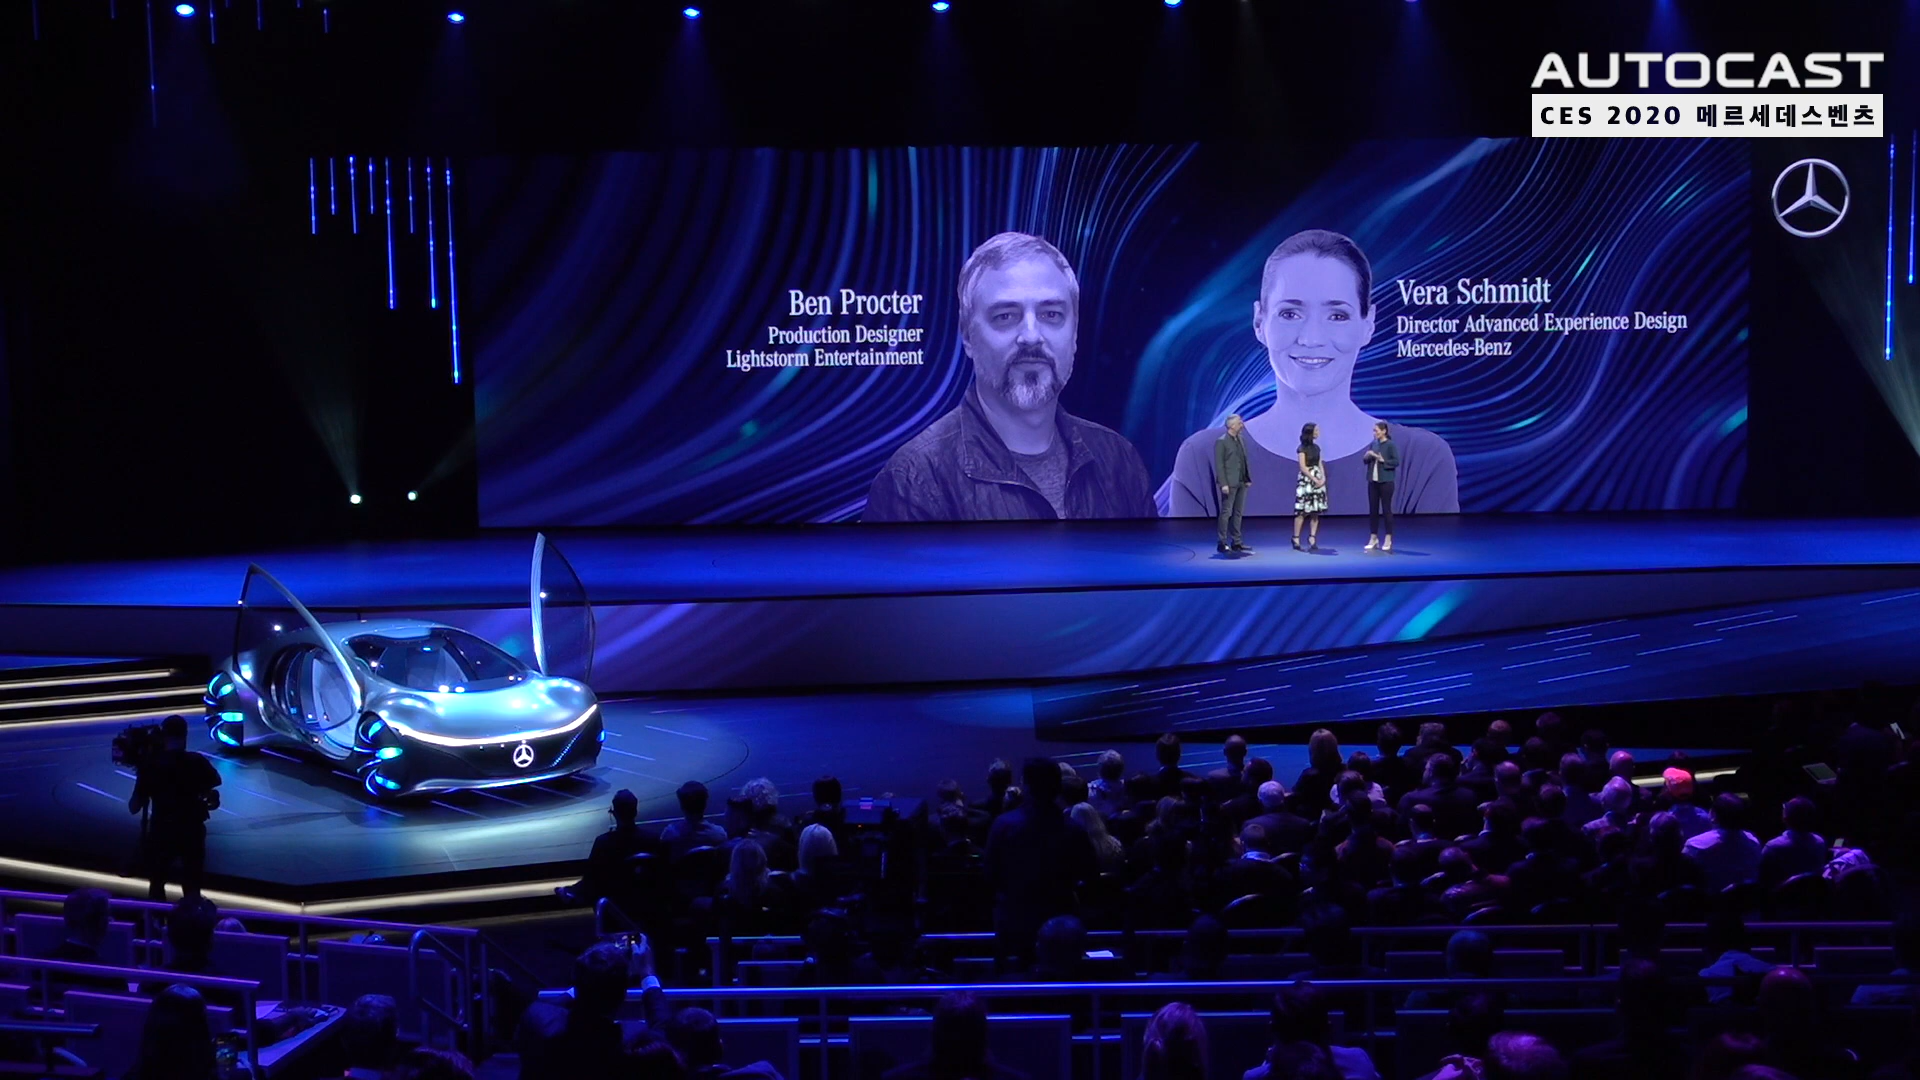 AUTOCAST
CES 2020 메르세데스벤츠
Ben Procter
Production Designer
Lightstorm Entertainment
Vera Schmidt
Director Advanced Experience Design
Mercedes-Benz